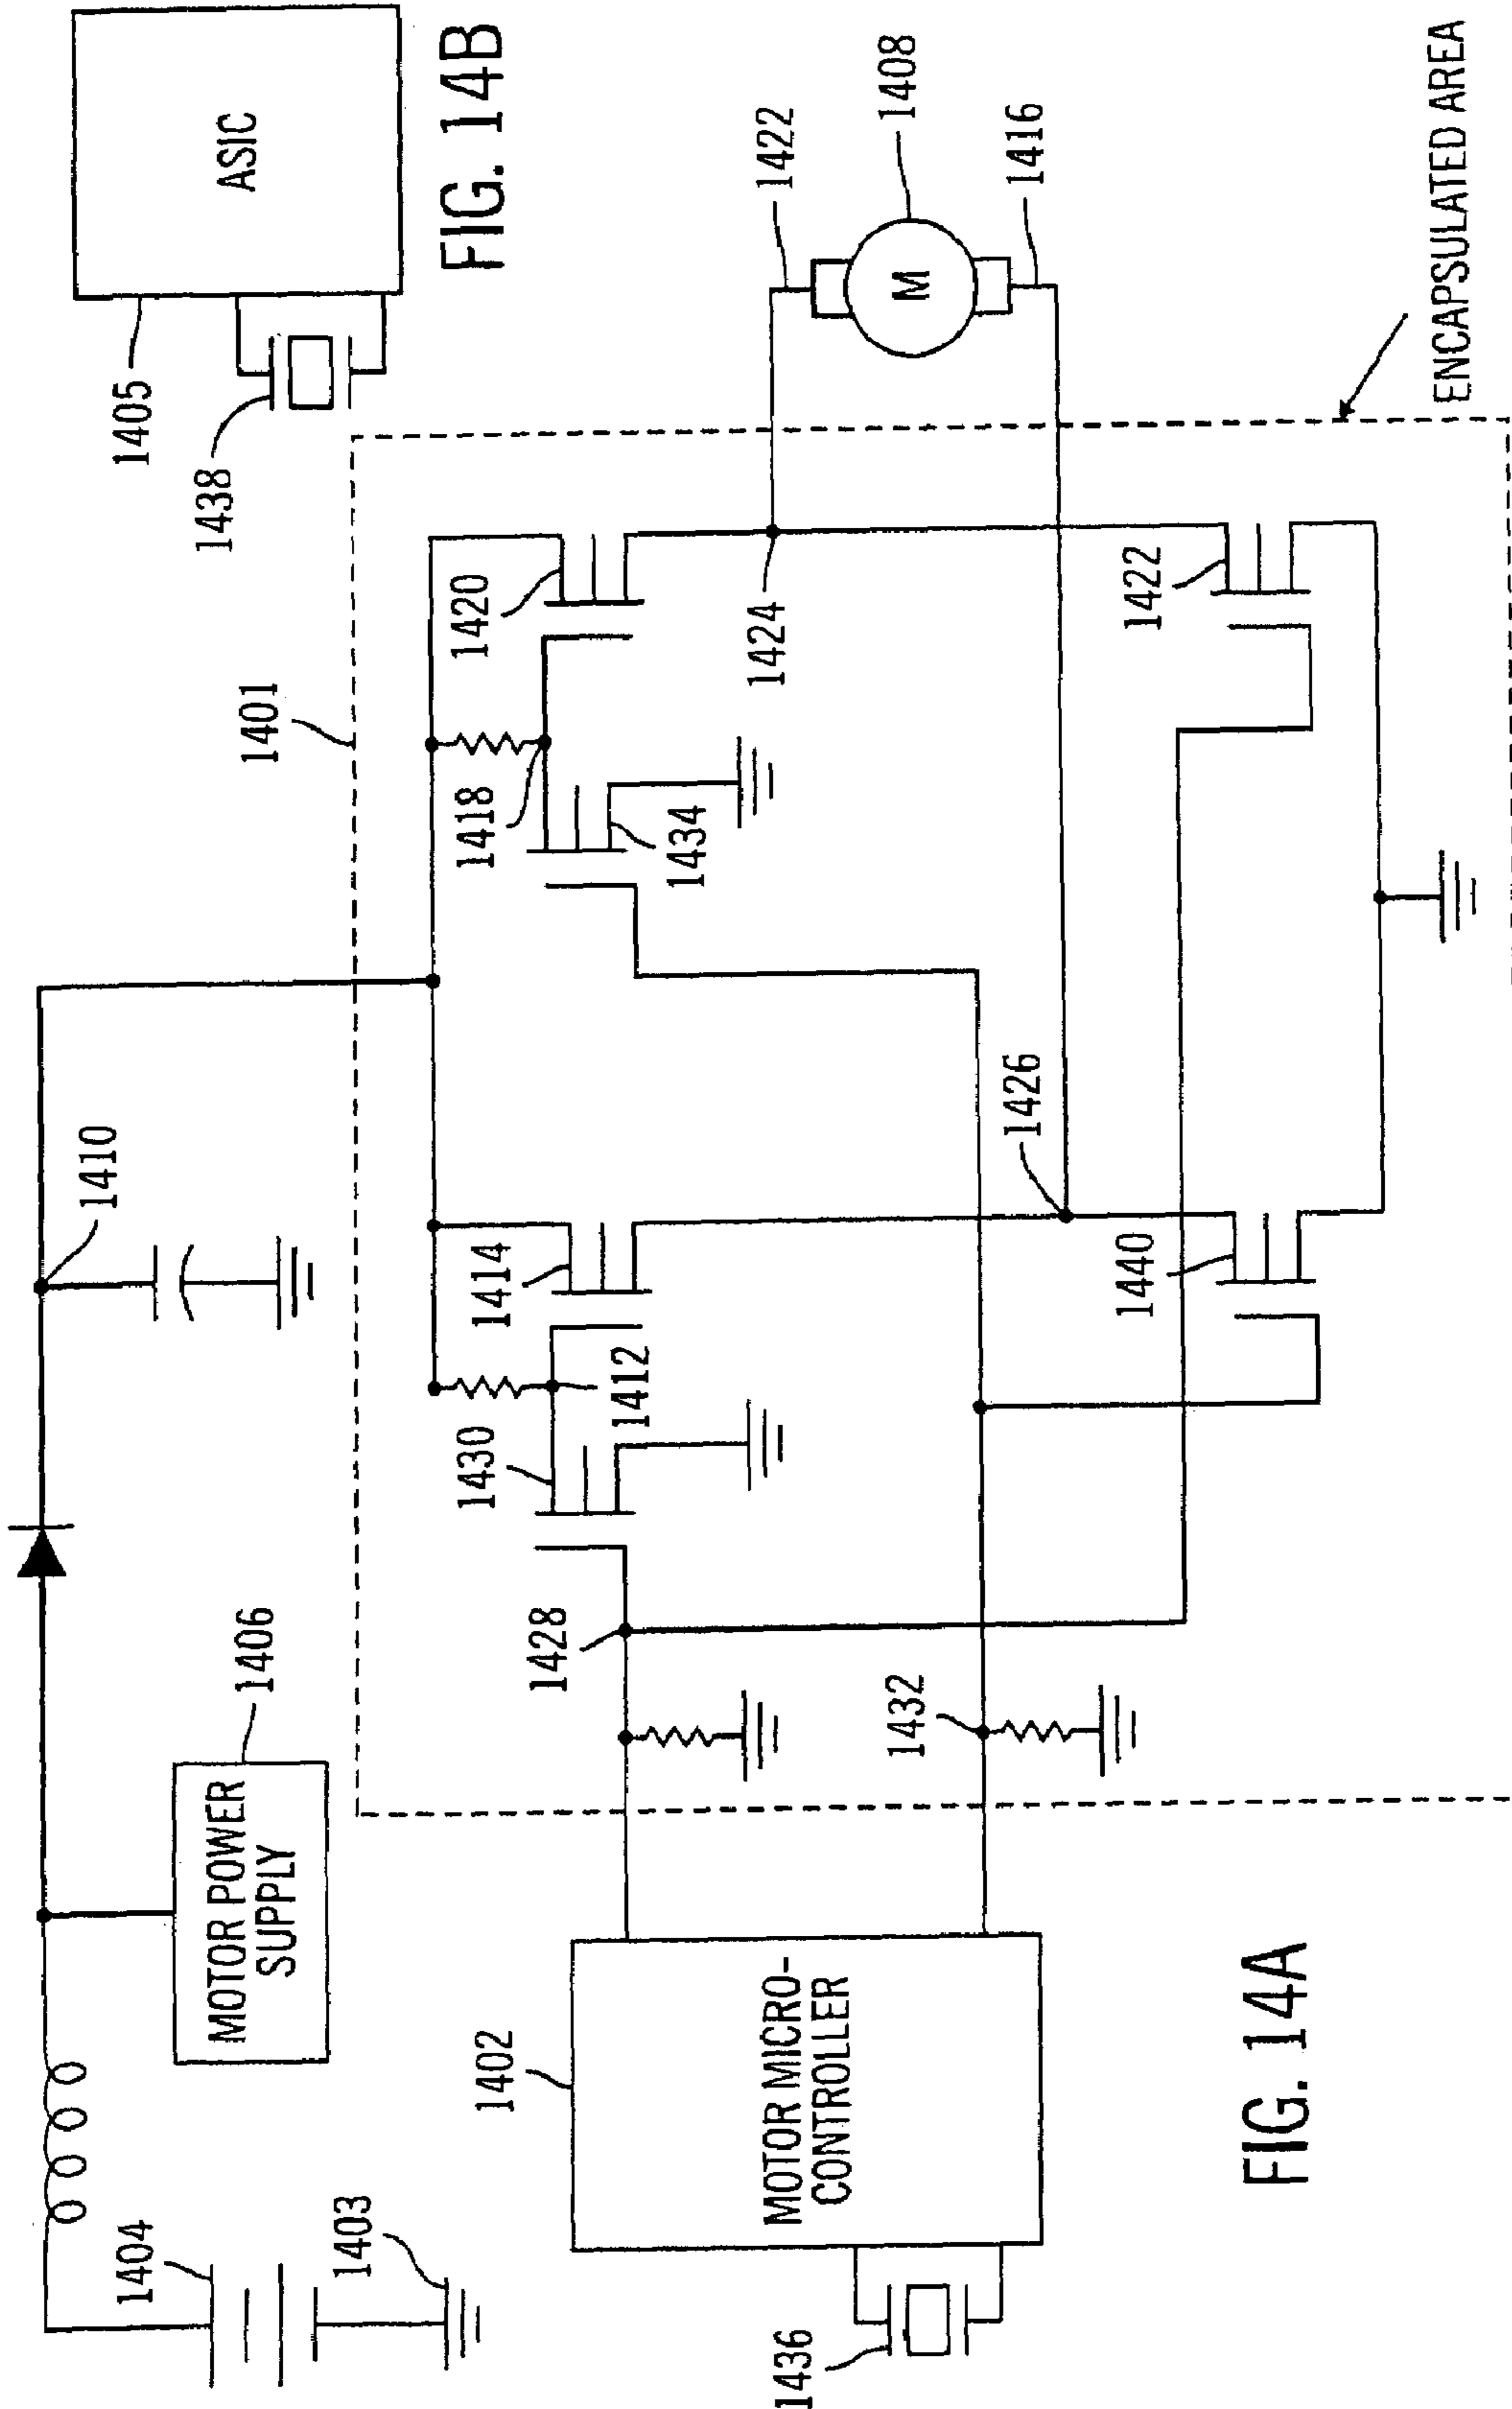 1404
1403
MOTOR POWER
SUPPLY
1406
1410
1401
1405
1438
ASIC
FIG. 14B
1402
MOTOR MICRO-
CONTROLLER
1436
1428
1432
1430
1412
1414
1418
1434
1420
1424
1426
1440
1422
1422
M
1408
1416
ENCAPSULATED AREA
FIG. 14A